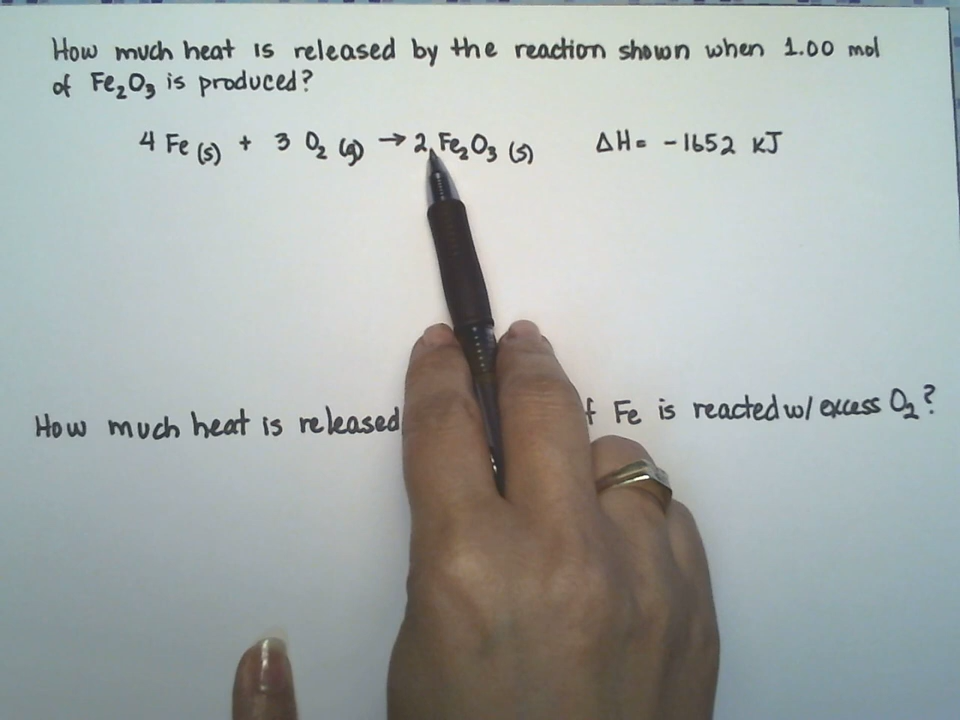 How much heat is released by the reaction shown when 1.00 mol
of Fe₂O₃ is produced?
4 Fe (s) + 3 O₂ (g) → 2 Fe₂O₃ (s) ΔH = -1652 kJ
How much heat is released Fe is reacted w/ excess O₂?